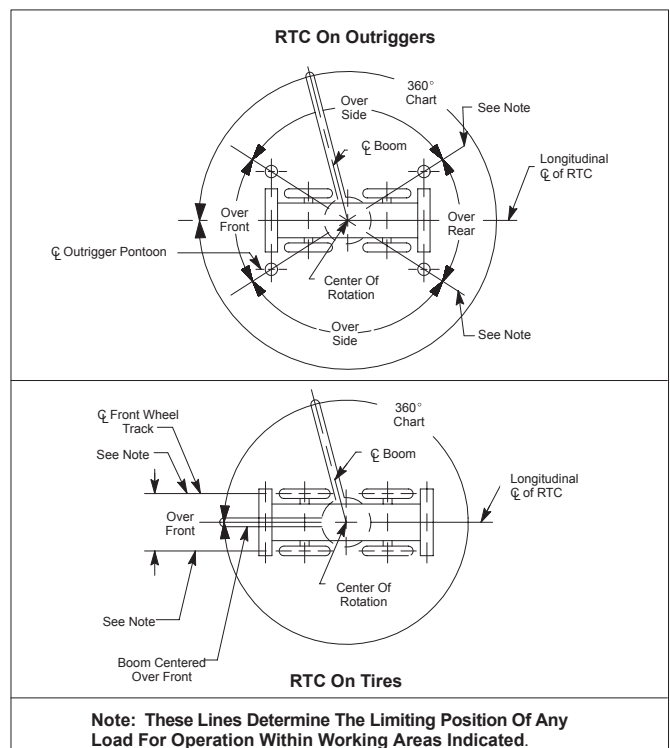 RTC On Outriggers
360°
Chart
Over
Side
See Note
℄ Boom
Longitudinal
℄ of RTC
Over
Front
Over
Rear
℄ Outrigger Pontoon
Center Of
Rotation
Over
Side
See Note
360°
Chart
℄ Front Wheel
Track
See Note
℄ Boom
Longitudinal
℄ of RTC
Over
Front
Center Of
Rotation
See Note
Boom Centered
Over Front
RTC On Tires
Note: These Lines Determine The Limiting Position Of Any
Load For Operation Within Working Areas Indicated.